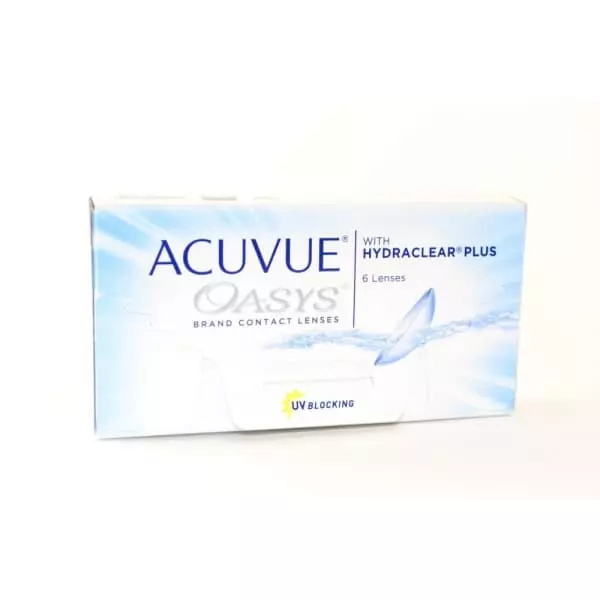 ACUVUE®
OASYS®
BRAND CONTACT LENSES
WITH
HYDRACLEAR® PLUS
6 Lenses
UV BLOCKING